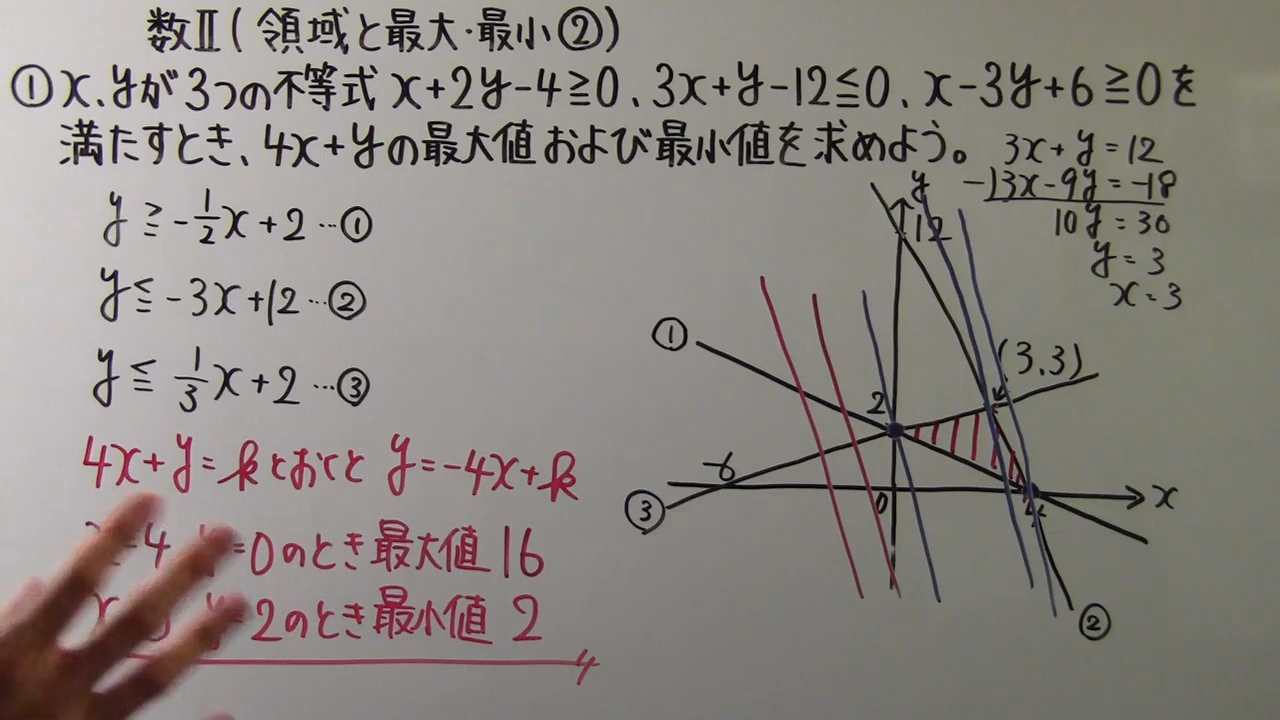 数Ⅱ(領域と最大・最小②)
①x、yが3つの不等式 x+2y-4≧0、3x+y-12≦0、x-3y+6≧0を
満たすとき、4x+yの最大値および最小値を求めよう。
3x+y=12
-)3x-9y=-18
10y=30
y=3
x=3
y≧-1/2x+2…①
y≦-3x+12…②
y≦1/3x+2…③
4x+y=kとおくと y=-4x+k
=0のとき最大値 16
=2のとき最小値 2
y
12
①
(3,3)
2
-6
③
0
4
x
②